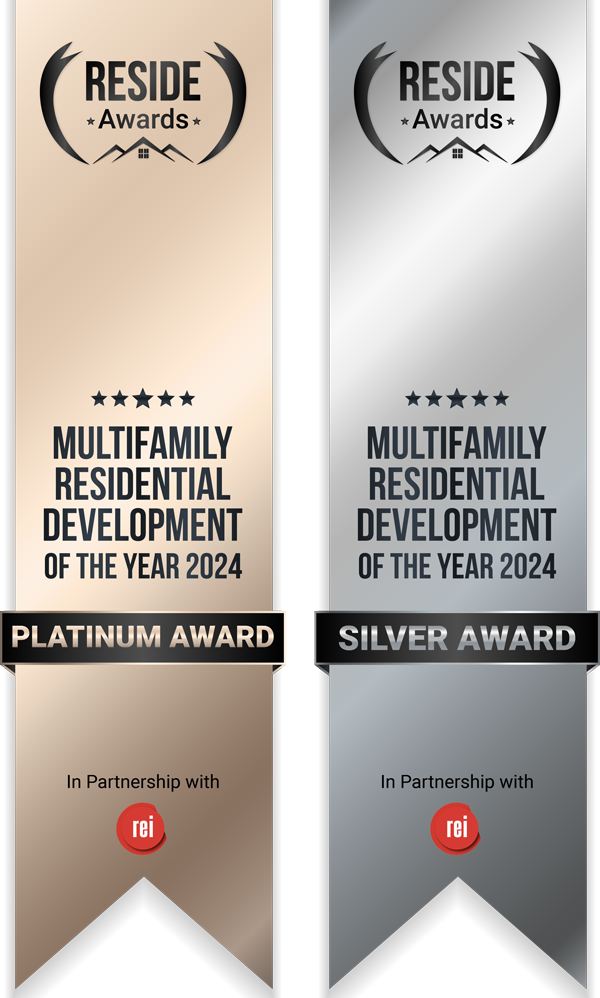 RESIDE
Awards
MULTIFAMILY
RESIDENTIAL
DEVELOPMENT
OF THE YEAR 2024
PLATINUM AWARD
In Partnership with
rei
RESIDE
Awards
MULTIFAMILY
RESIDENTIAL
DEVELOPMENT
OF THE YEAR 2024
SILVER AWARD
In Partnership with
rei